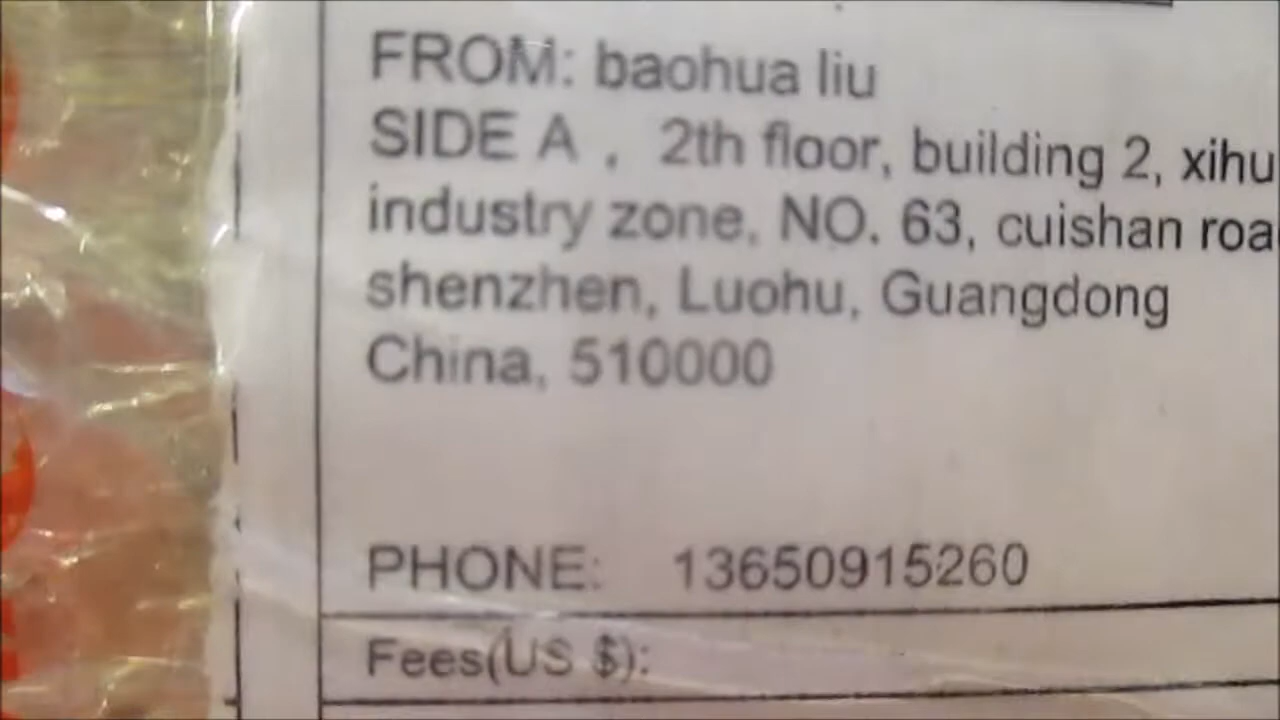 FROM: baohua liu
SIDE A , 2th floor, building 2, xihu
industry zone, NO. 63, cuishan roa
shenzhen, Luohu, Guangdong
China, 510000
PHONE: 13650915260
Fees(US $):